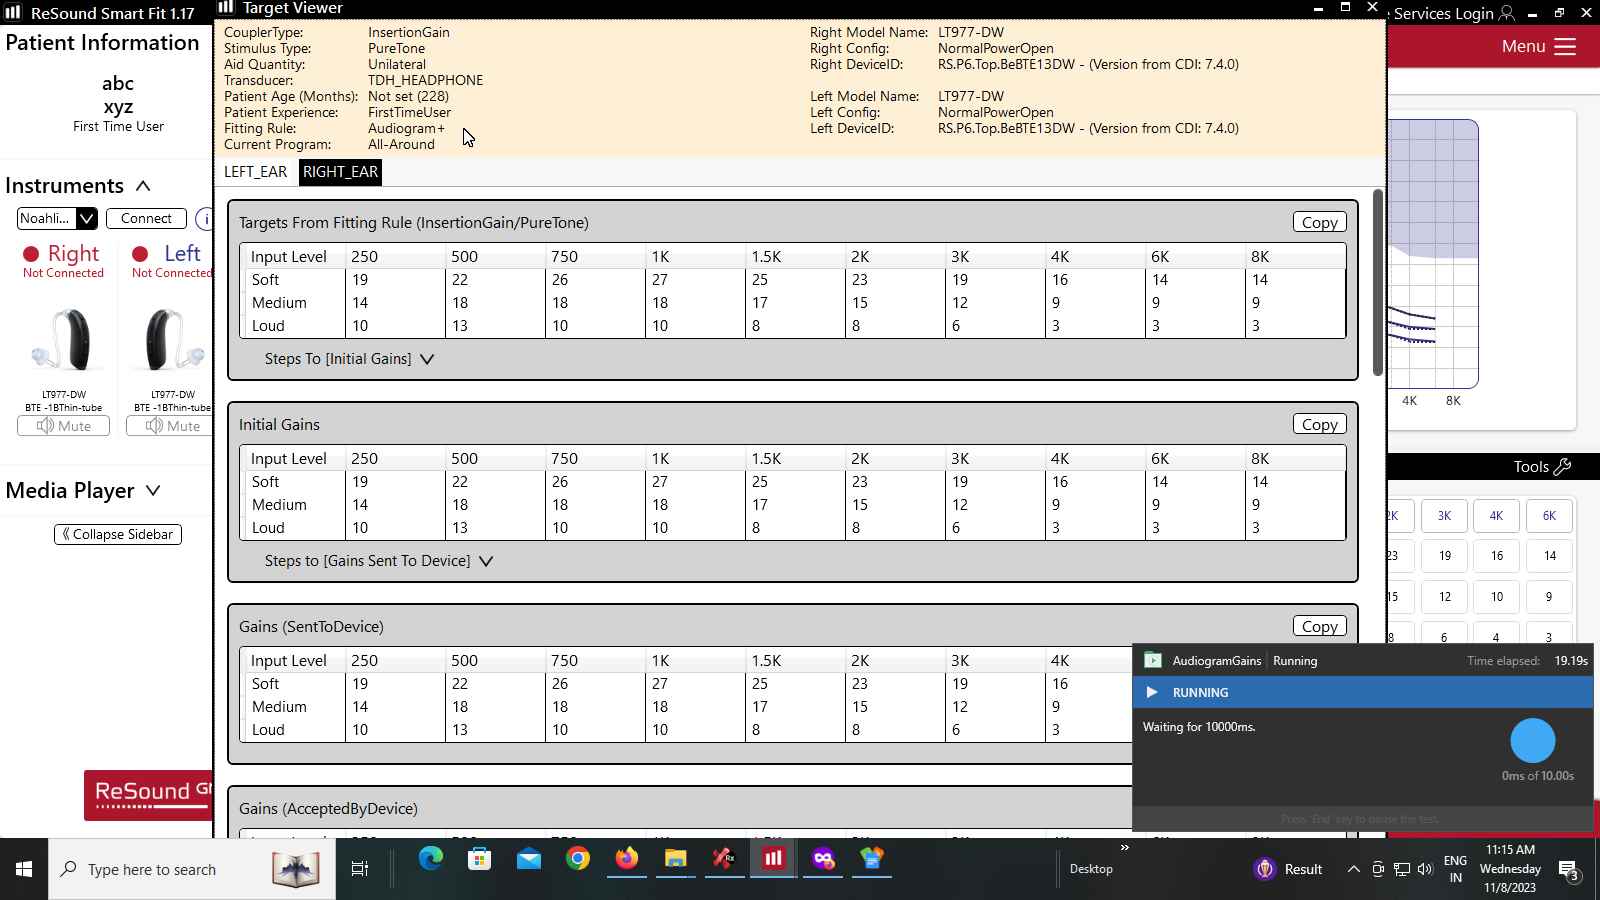 ReSound Smart Fit 1.17
Target Viewer
Services Login
Patient Information
abc
xyz
First Time User
Menu
CouplerType: InsertionGain
Stimulus Type: PureTone
Aid Quantity: Unilateral
Transducer: TDH_HEADPHONE
Patient Age (Months): Not set (228)
Patient Experience: FirstTimeUser
Fitting Rule: Audiogram+
Current Program: All-Around
Right Model Name: LT977-DW
Right Config: NormalPowerOpen
Right DeviceID: RS.P6.Top.BeBTE13DW - (Version from CDI: 7.4.0)
Left Model Name: LT977-DW
Left Config: NormalPowerOpen
Left DeviceID: RS.P6.Top.BeBTE13DW - (Version from CDI: 7.4.0)
LEFT_EAR RIGHT_EAR
Instruments
Noahli... Connect i
Right Left
Not Connected Not Connected
LT977-DW LT977-DW
BTE -1BThin-tube BTE -1BThin-tube
Mute Mute
Media Player
Collapse Sidebar
ReSound GN
Targets From Fitting Rule (InsertionGain/PureTone) Copy
Input Level 250 500 750 1K 1.5K 2K 3K 4K 6K 8K
Soft 19 22 26 27 25 23 19 16 14 14
Medium 14 18 18 18 17 15 12 9 9 9
Loud 10 13 10 10 8 8 6 3 3 3
Steps To [Initial Gains]
Initial Gains Copy
Input Level 250 500 750 1K 1.5K 2K 3K 4K 6K 8K
Soft 19 22 26 27 25 23 19 16 14 14
Medium 14 18 18 18 17 15 12 9 9 9
Loud 10 13 10 10 8 8 6 3 3 3
Steps to [Gains Sent To Device]
Gains (SentToDevice) Copy
Input Level 250 500 750 1K 1.5K 2K 3K 4K
Soft 19 22 26 27 25 23 19 16
Medium 14 18 18 18 17 15 12 9
Loud 10 13 10 10 8 8 6 3
Gains (AcceptedByDevice)
4K 8K
Tools
2K 3K 4K 6K
23 19 16 14
15 12 10 9
8 6 4 3
AudiogramGains Running Time elapsed: 19.19s
RUNNING
Waiting for 10000ms.
0ms of 10.00s
Press 'End' key to pause the test.
Type here to search
Rx
Desktop
Result
ENG
IN
11:15 AM
Wednesday
11/8/2023
3